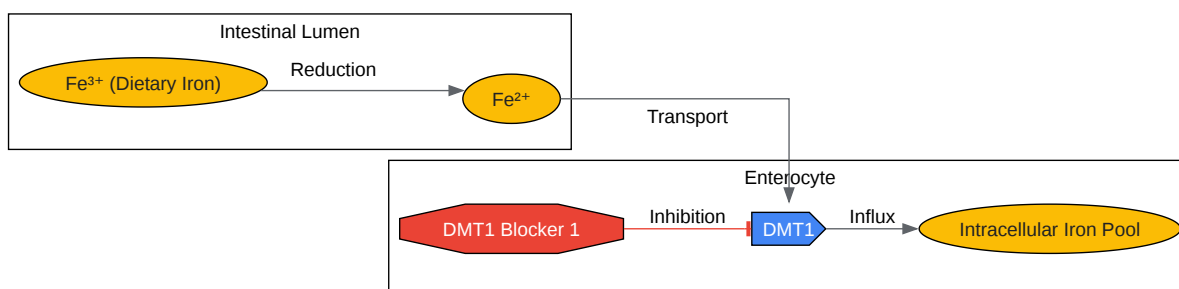 Intestinal Lumen
Fe³⁺ (Dietary Iron)
Reduction
Fe²⁺
Transport
Enterocyte
DMT1 Blocker 1
Inhibition
DMT1
Influx
Intracellular Iron Pool